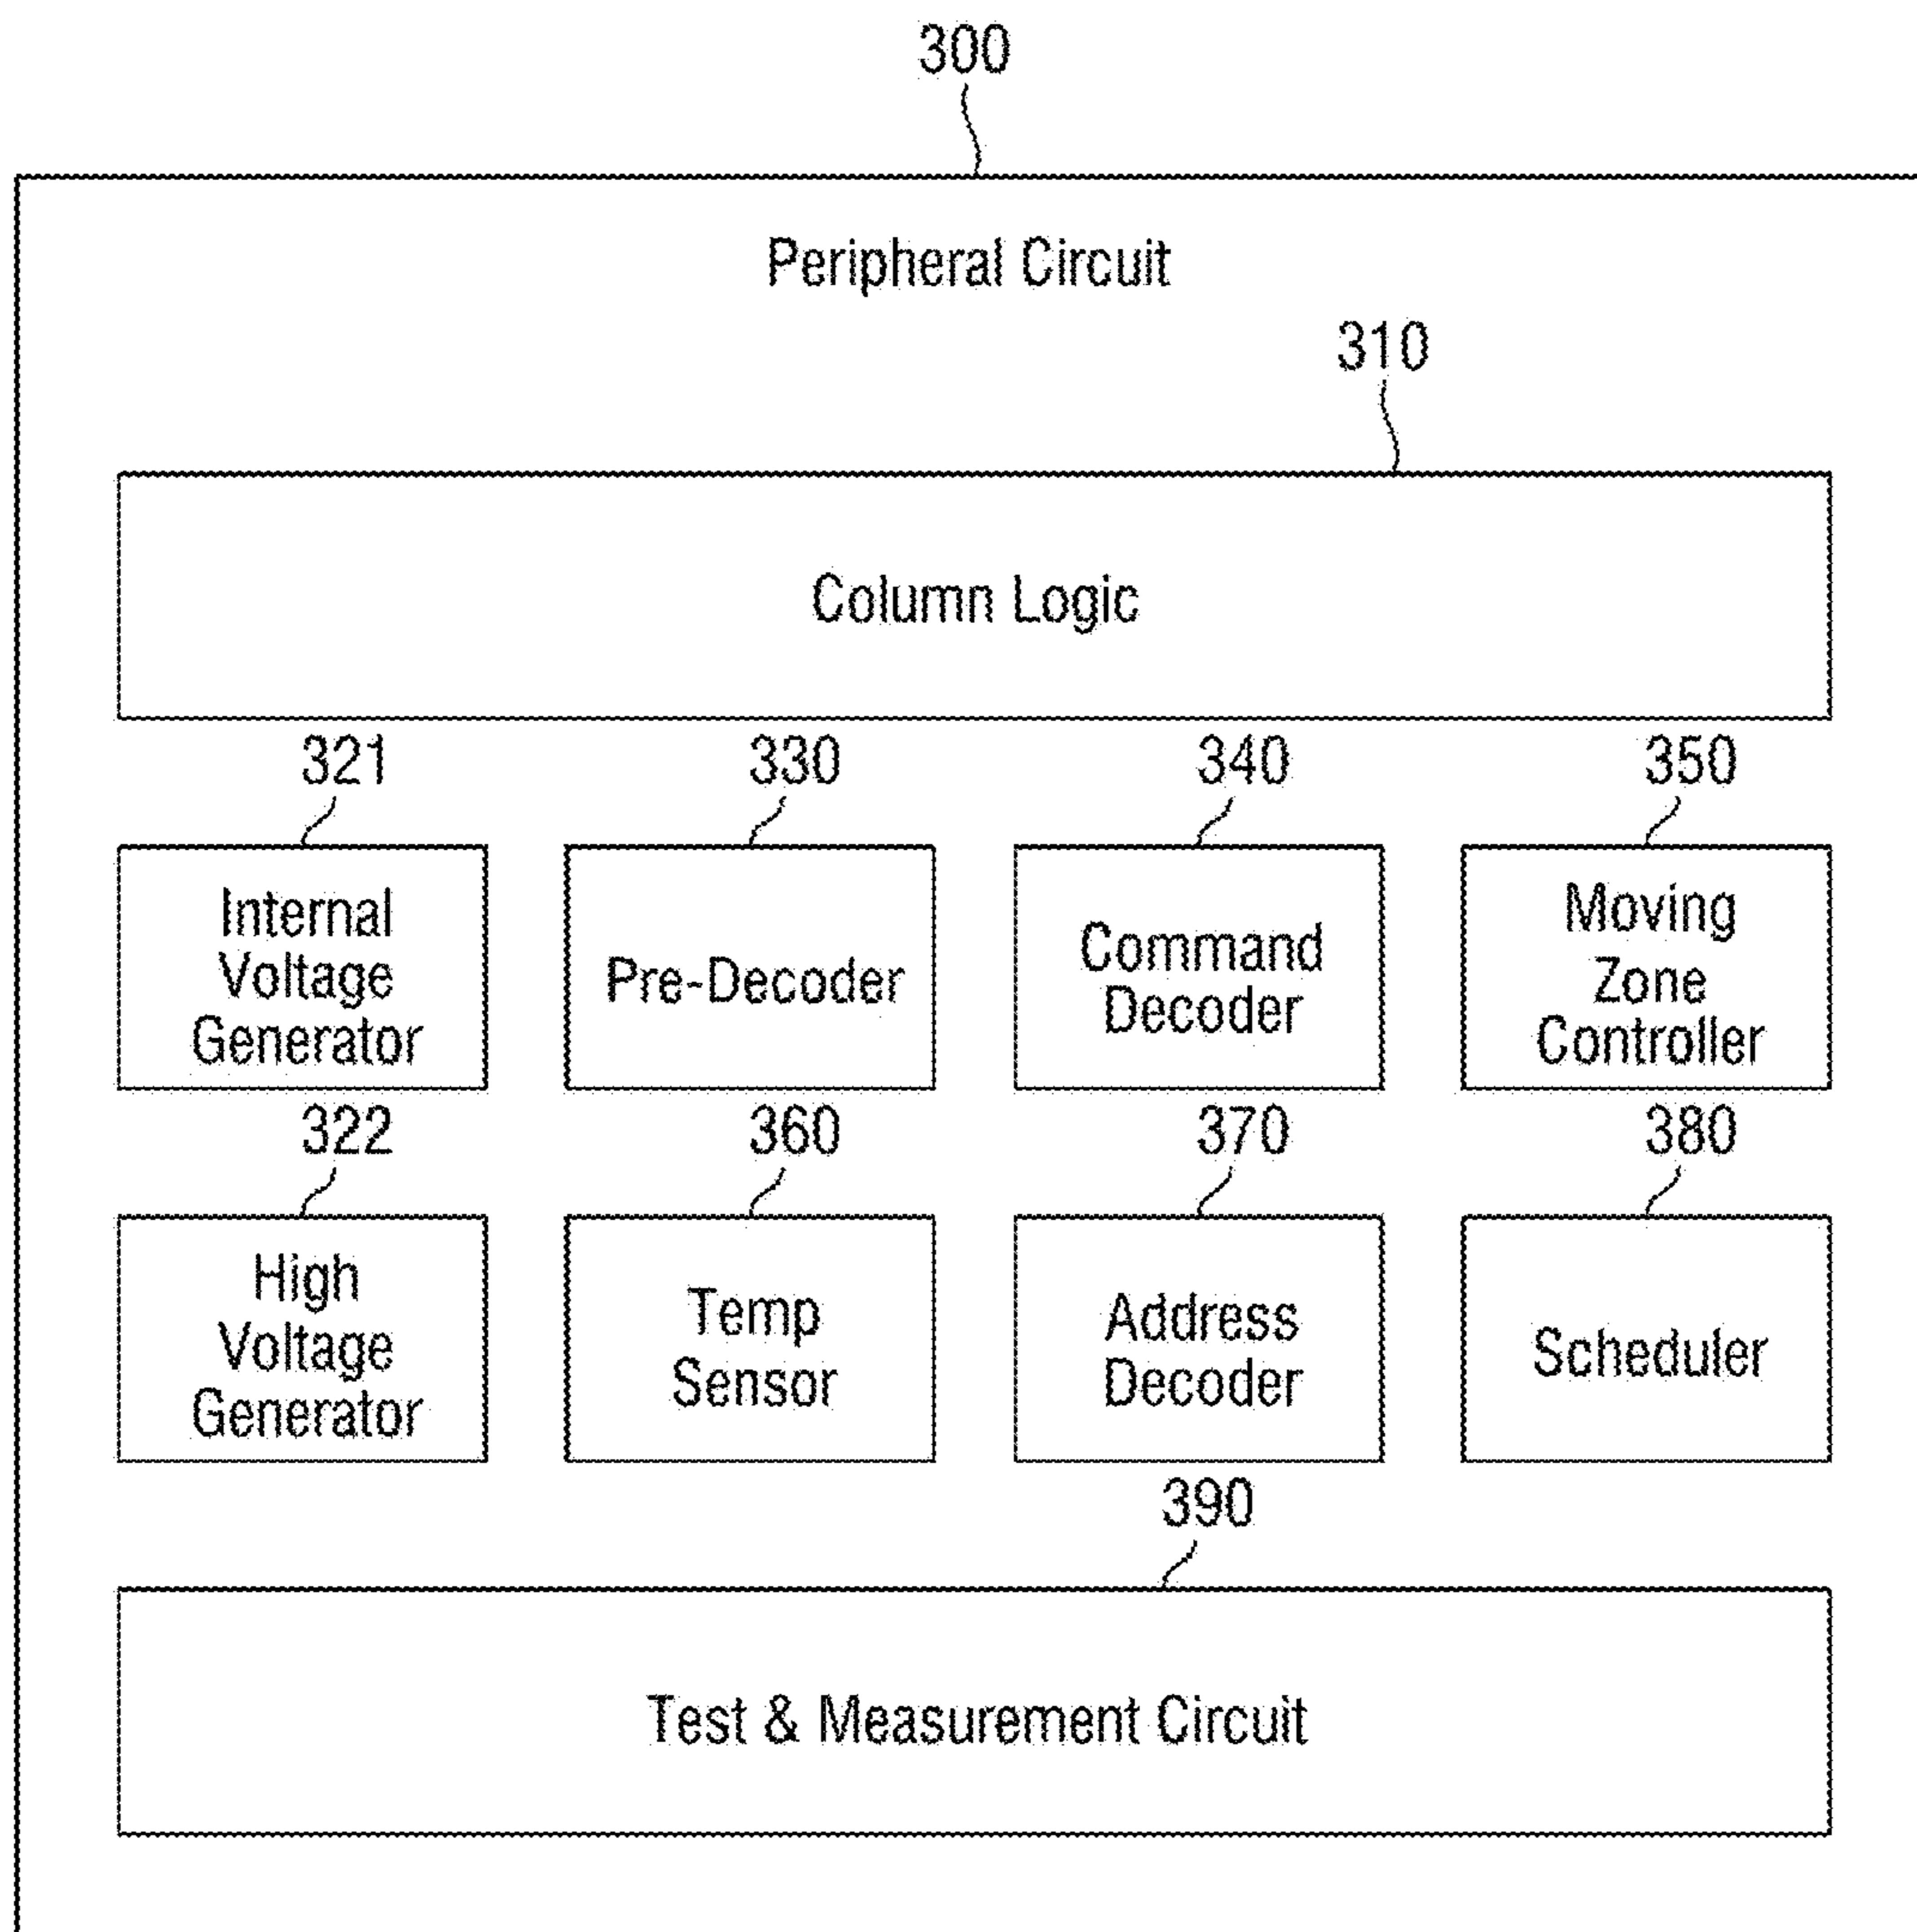 300
Peripheral Circuit
310
Column Logic
321
330
340
350
Internal
Voltage
Generator
Pre-Decoder
Command
Decoder
Moving
Zone
Controller
322
360
370
380
High
Voltage
Generator
Temp
Sensor
Address
Decoder
Scheduler
390
Test & Measurement Circuit